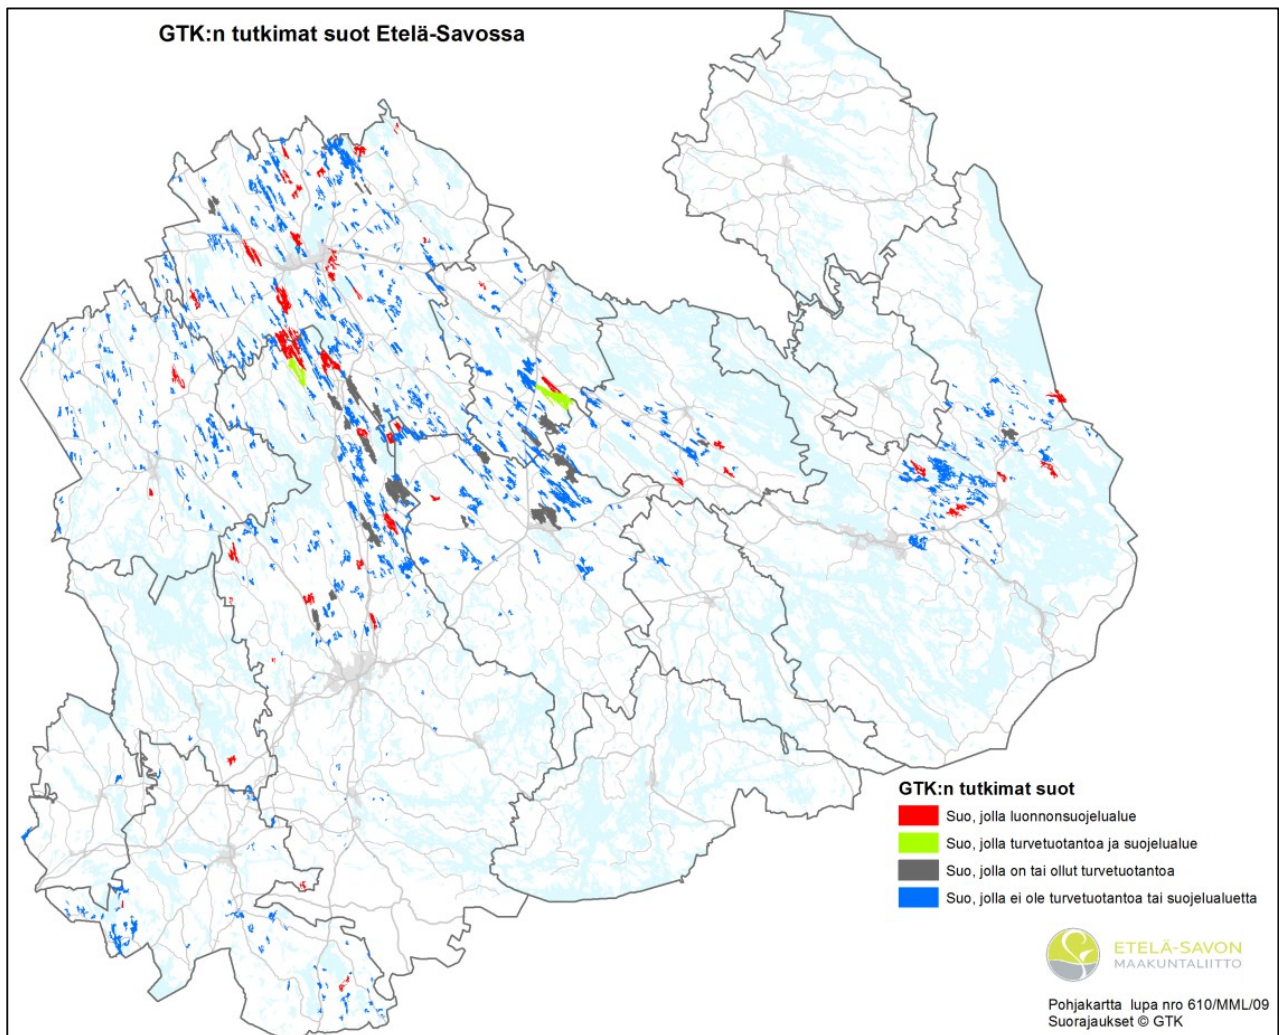 GTK:n tutkimat suot Etelä-Savossa
GTK:n tutkimat suot
Suo, jolla luonnonsuojelualue
Suo, jolla turvetuotantoa ja suojelualue
Suo, jolla on tai ollut turvetuotantoa
Suo, jolla ei ole turvetuotantoa tai suojelualuetta
ETELÄ-SAVON
MAAKUNTALIITTO
Pohjakartta lupa nro 610/MML/09
Suorajaukset © GTK